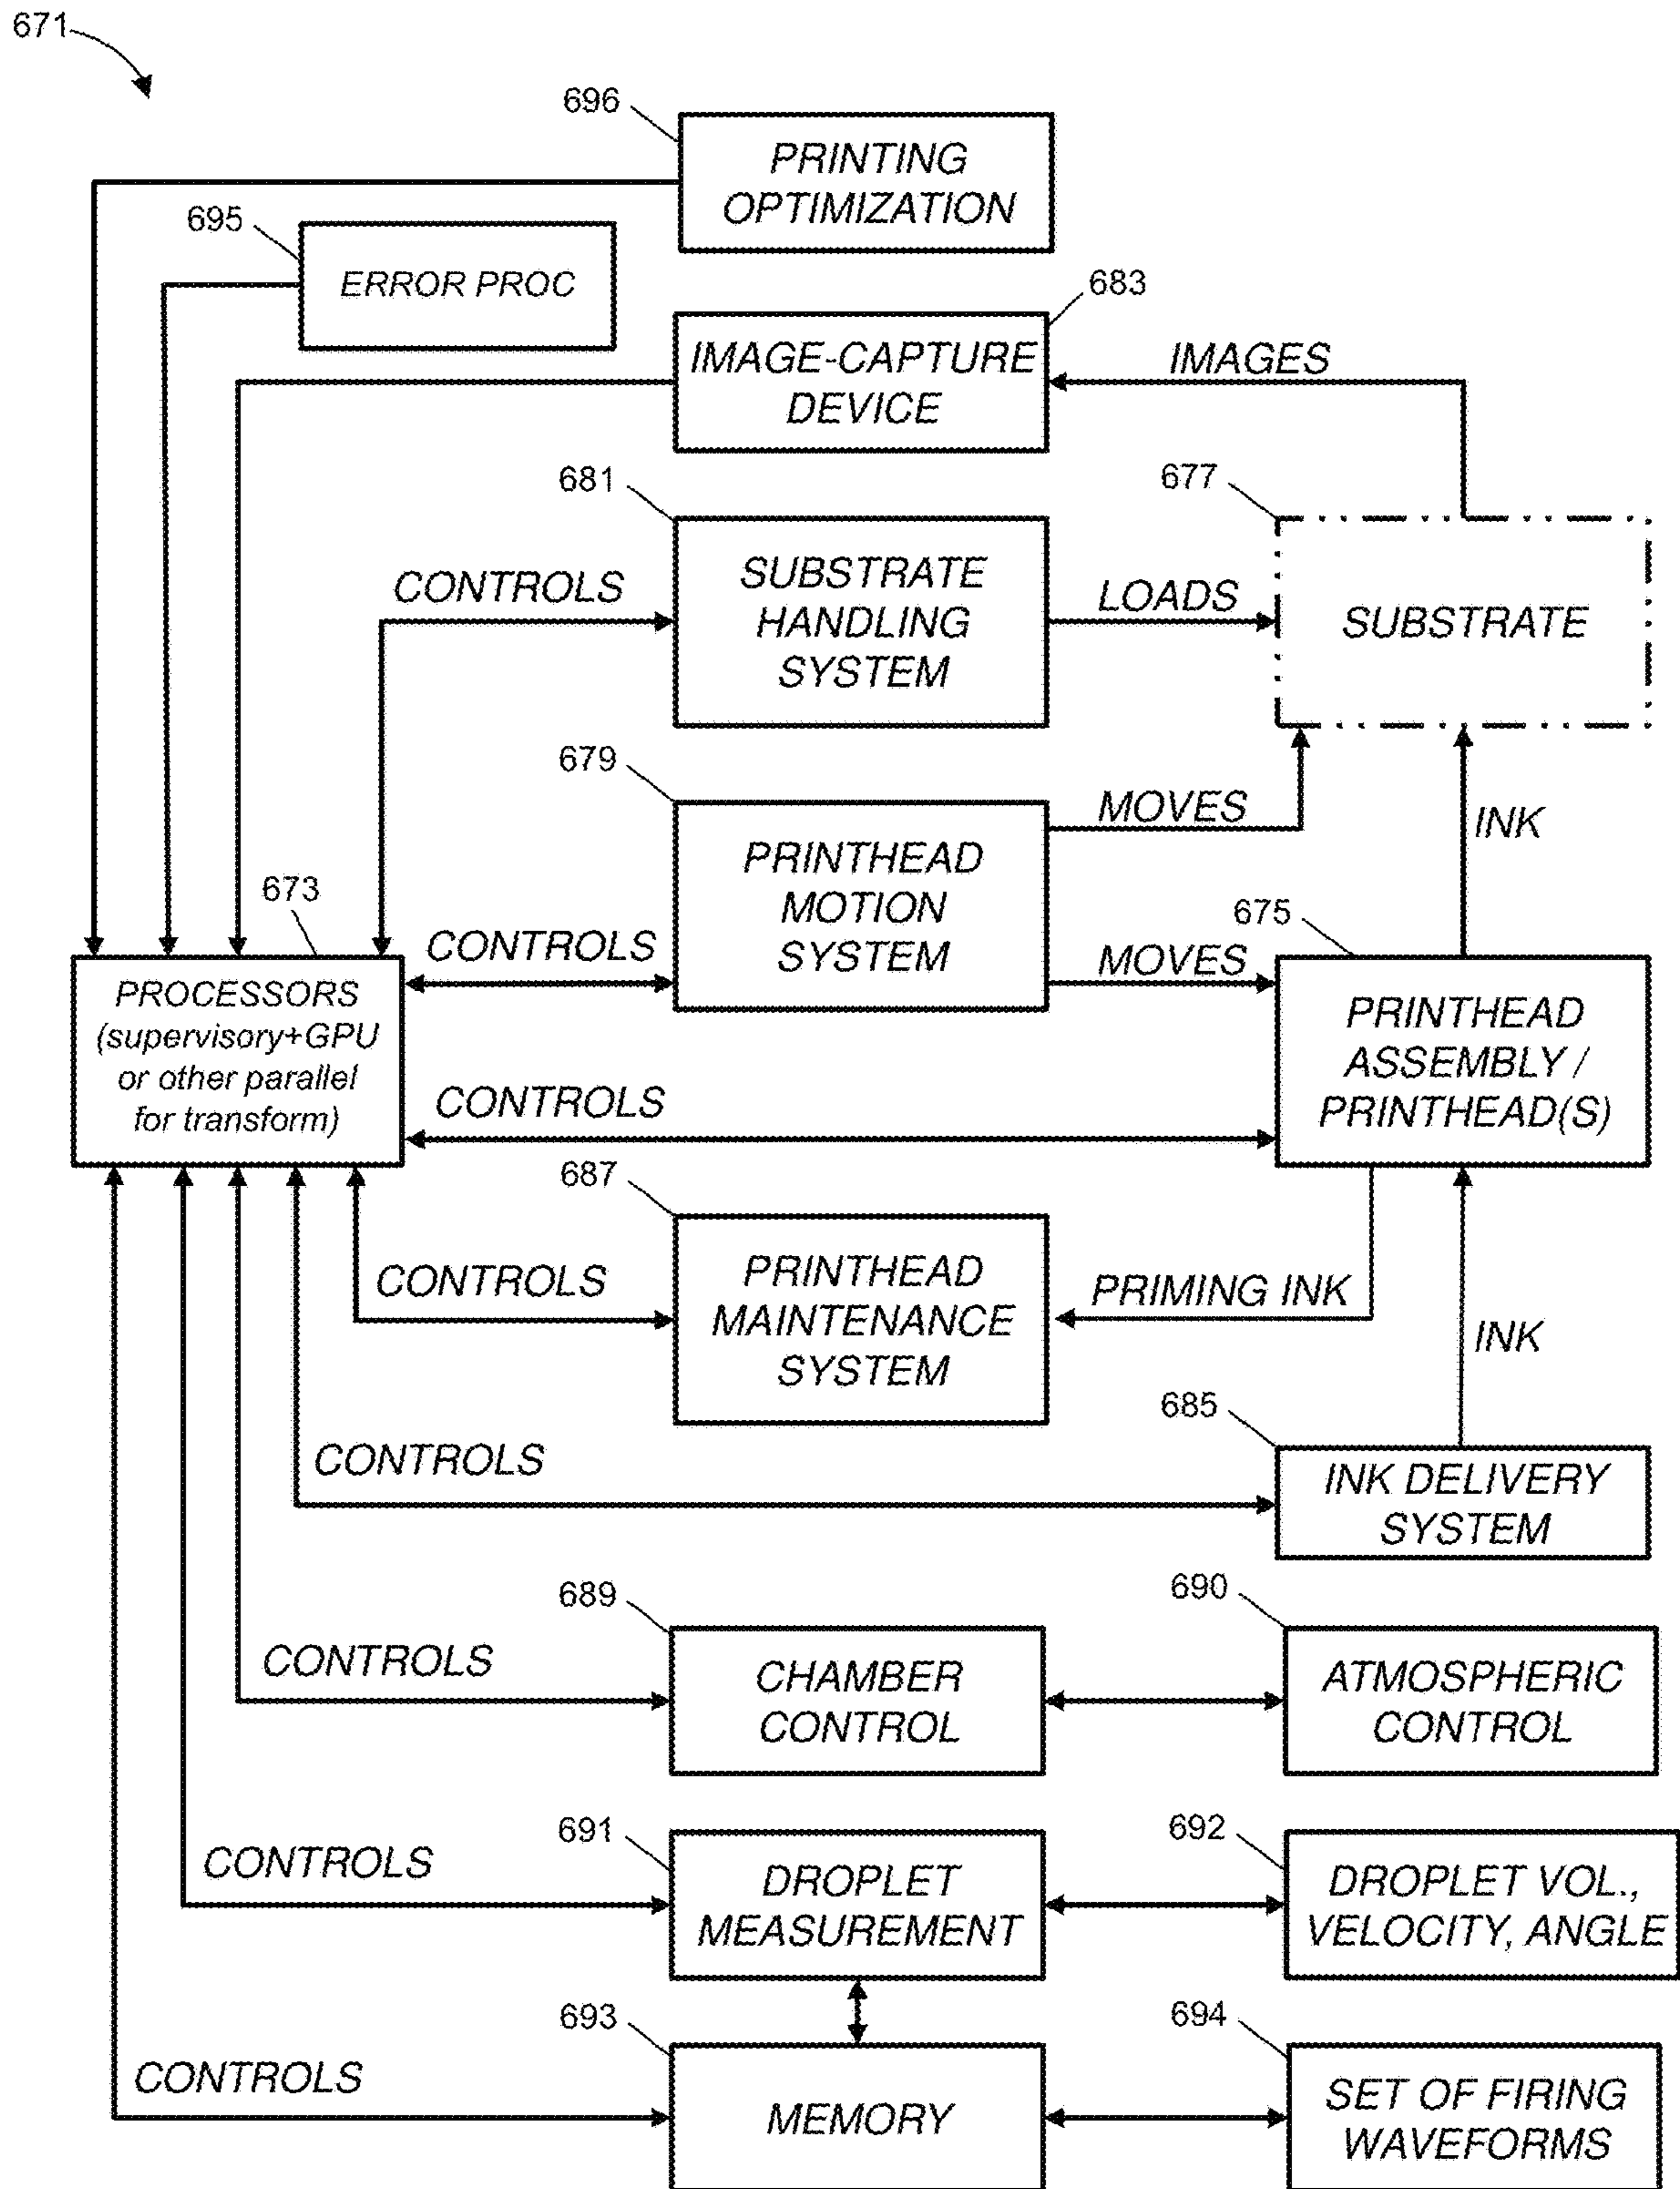 671
696
PRINTING
OPTIMIZATION
695
ERROR PROC
683
IMAGE-CAPTURE
DEVICE
IMAGES
681
677
SUBSTRATE
HANDLING
SYSTEM
CONTROLS
LOADS
SUBSTRATE
679
MOVES
INK
PRINTHEAD
MOTION
SYSTEM
673
CONTROLS
MOVES
675
PROCESSORS
(supervisory+GPU
or other parallel
for transform)
PRINTHEAD
ASSEMBLY /
PRINTHEAD(S)
CONTROLS
687
CONTROLS
PRINTHEAD
MAINTENANCE
SYSTEM
PRIMING INK
INK
685
CONTROLS
INK DELIVERY
SYSTEM
689
690
CONTROLS
CHAMBER
CONTROL
ATMOSPHERIC
CONTROL
691
692
CONTROLS
DROPLET
MEASUREMENT
DROPLET VOL.,
VELOCITY, ANGLE
693
694
CONTROLS
MEMORY
SET OF FIRING
WAVEFORMS